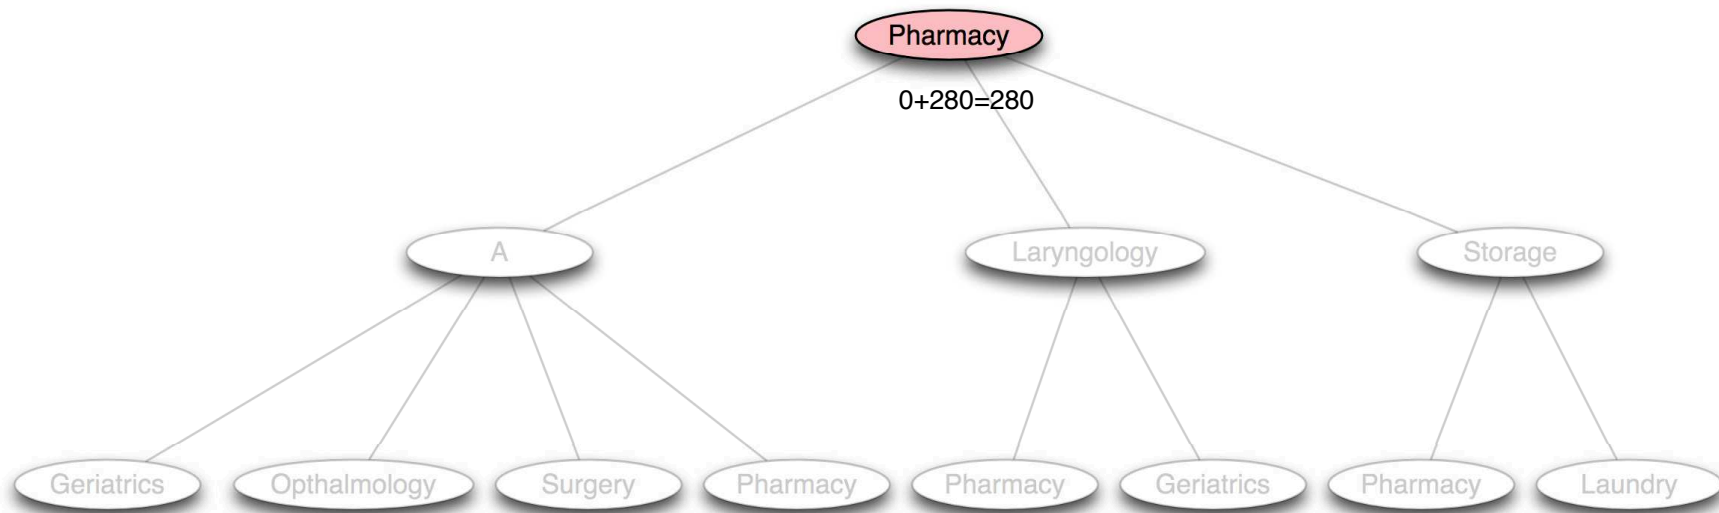 Pharmacy
0+280=280
A
Laryngology
Storage
Geriatrics
Opthalmology
Surgery
Pharmacy
Pharmacy
Geriatrics
Pharmacy
Laundry